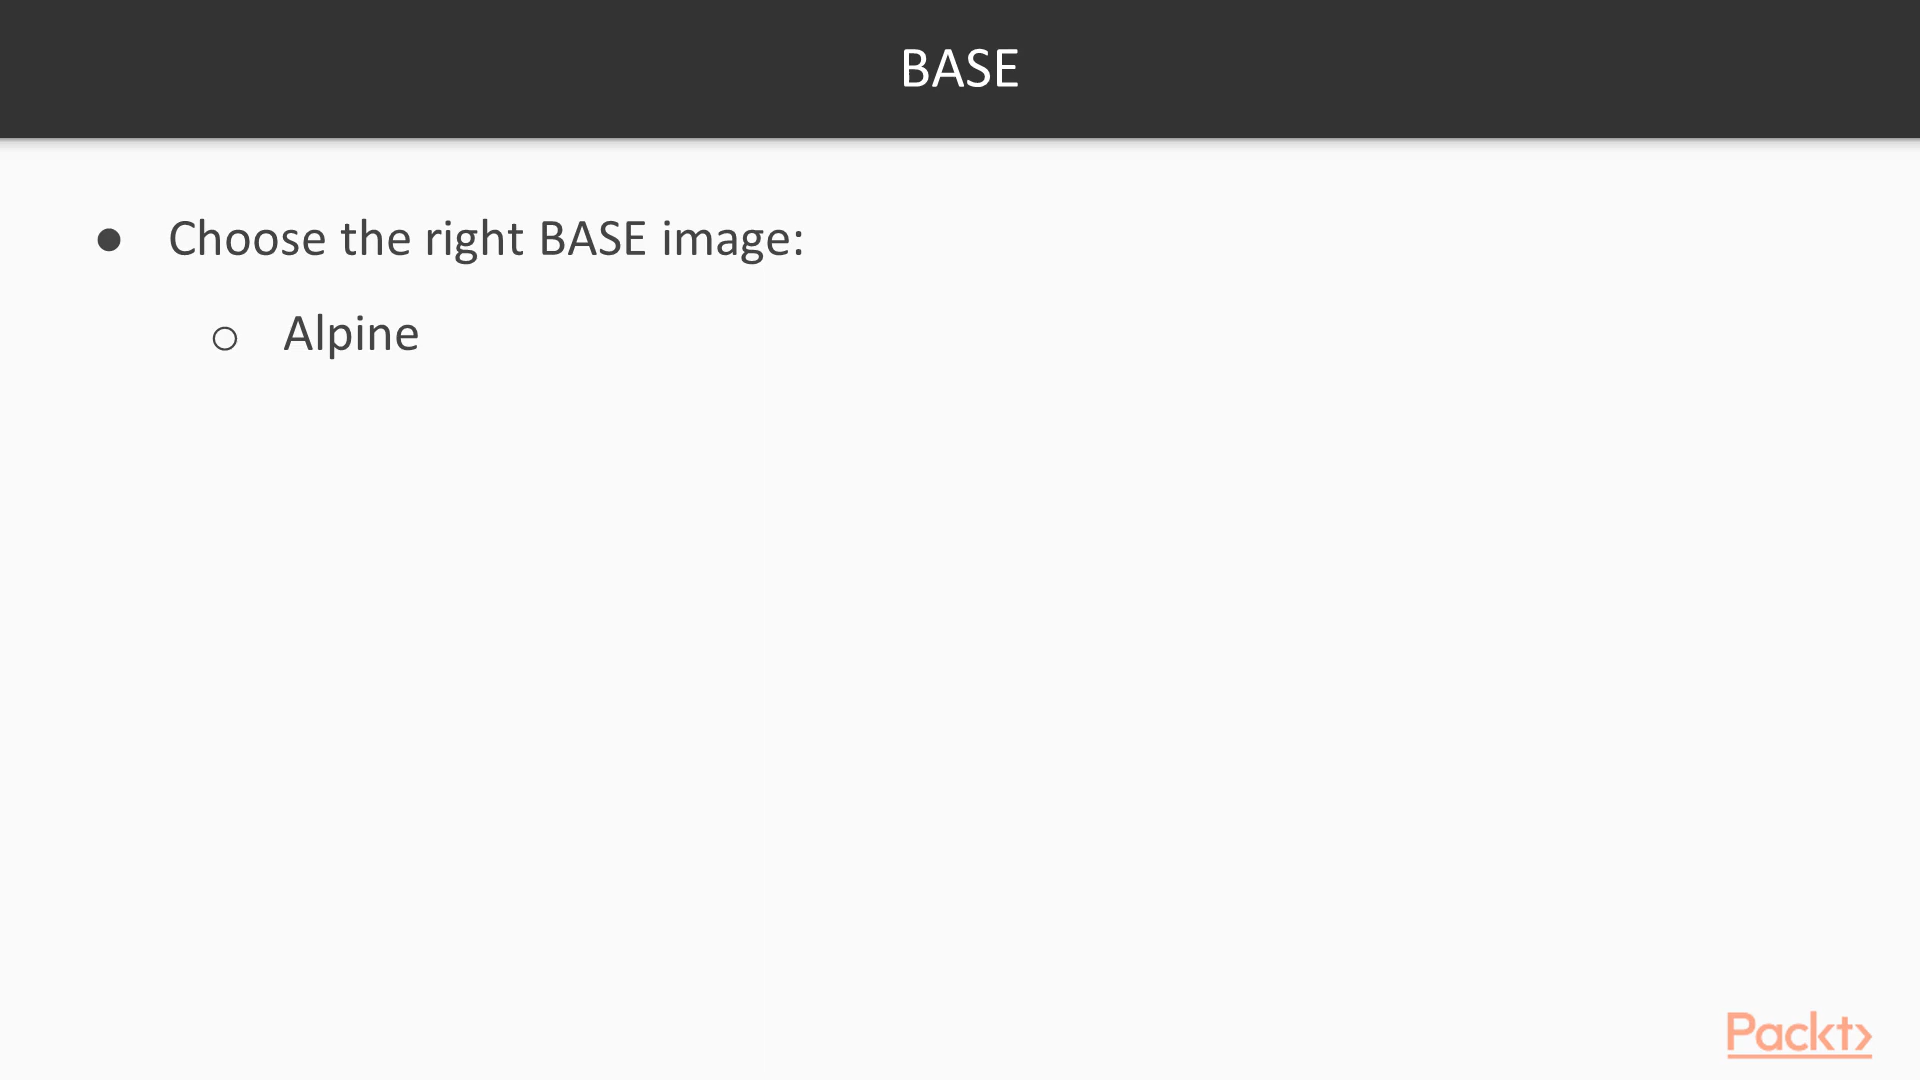 BASE
● Choose the right BASE image:
○ Alpine
Packt>